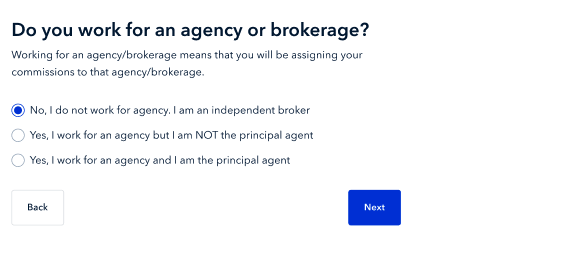 Do you work for an agency or brokerage?
Working for an agency/brokerage means that you will be assigning your
commissions to that agency/brokerage.
No, I do not work for agency. I am an independent broker
Yes, I work for an agency but I am NOT the principal agent
Yes, I work for an agency and I am the principal agent
Back
Next